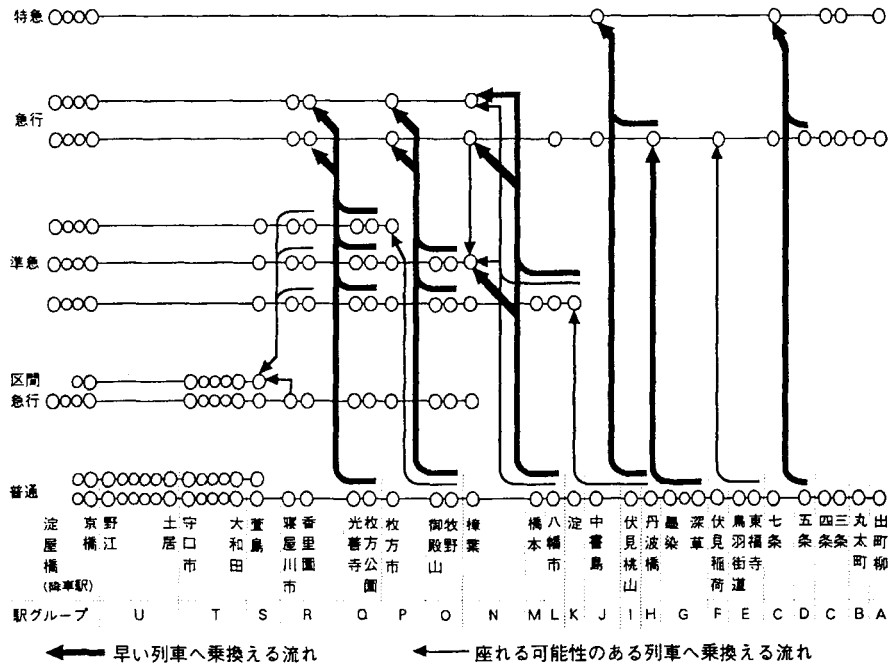 特急
急行
準急
区間
急行
普通
淀屋橋
(降車駅)
京橋
野江
土居
守口市
大和田
萱島
寝屋川市
香里園
光善寺
枚方公園
枚方市
御殿山
牧野
樟葉
橋本
八幡市
淀
中書島
伏見桃山
丹波橋
墨染
深草
伏見稲荷
鳥羽街道
東福寺
七条
五条
四条
三条
丸太町
出町柳
駅グループ U T S R Q P O N M L K J I H G F E C D C B A
早い列車へ乗換える流れ 座れる可能性のある列車へ乗換える流れ